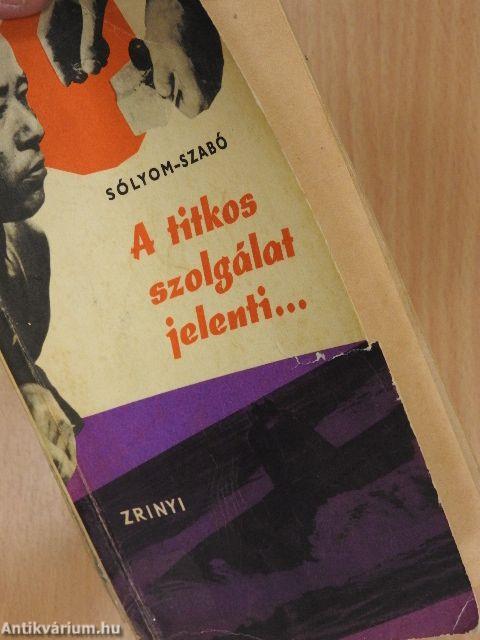 SÓLYOM-SZABÓ
A titkos
szolgálat
jelenti...
ZRINYI
Antikvárium.hu